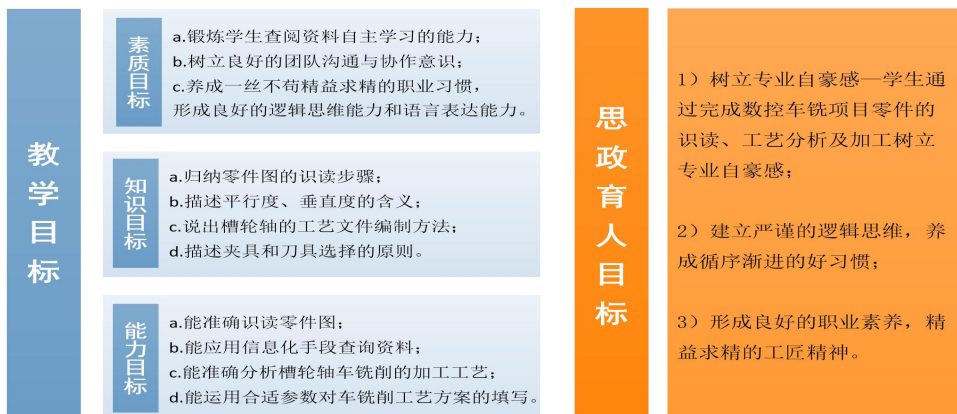 教学目标
素质目标
a.锻炼学生查阅资料自主学习的能力；
b.树立良好的团队沟通与协作意识；
c.养成一丝不苟精益求精的职业习惯，
形成良好的逻辑思维能力和语言表达能力。
知识目标
a.归纳零件图的识读步骤；
b.描述平行度、垂直度的含义；
c.说出槽轮轴的工艺文件编制方法；
d.描述夹具和刀具选择的原则。
能力目标
a.能准确识读零件图；
b.能应用信息化手段查询资料；
c.能准确分析槽轮轴车铣削的加工工艺；
d.能运用合适参数对车铣削工艺方案的填写。
思政育人目标
1）树立专业自豪感—学生通
过完成数控车铣项目零件的
识读、工艺分析及加工树立
专业自豪感；
2）建立严谨的逻辑思维，养
成循序渐进的好习惯；
3）形成良好的职业素养，精
益求精的工匠精神。